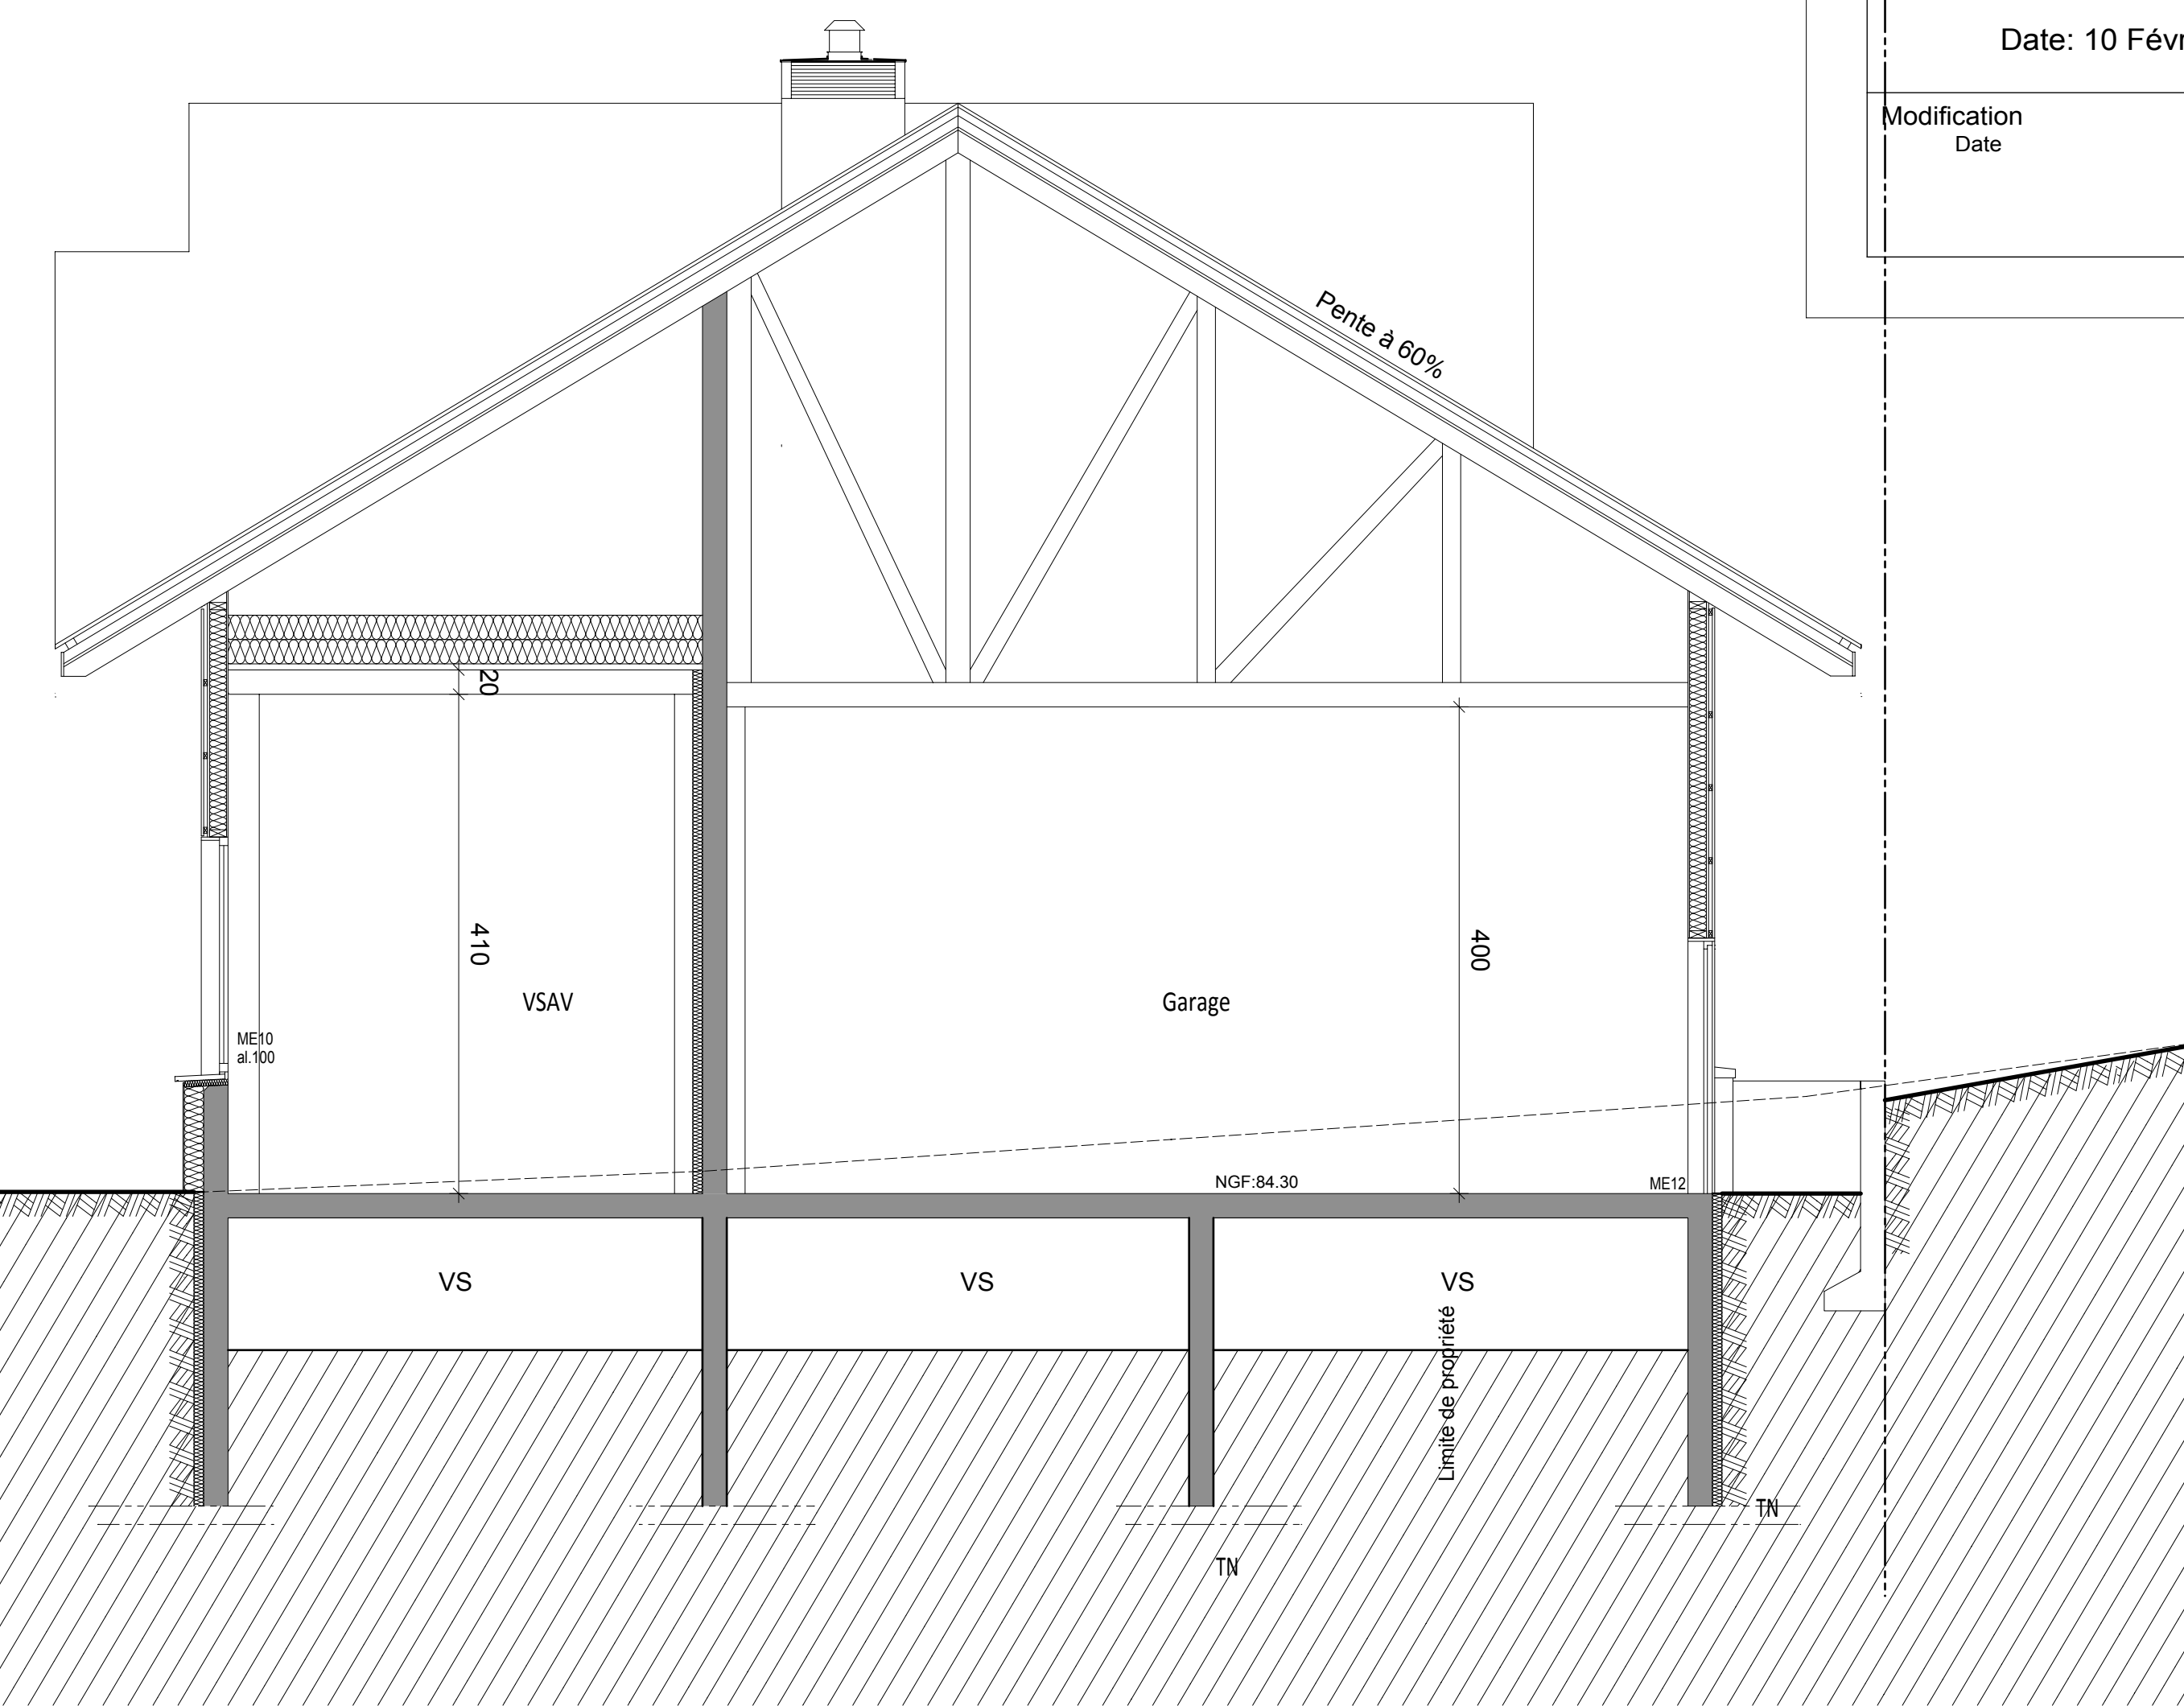 Date: 10 Févr
Modification
Date
Pente à 60%
20
410
400
VSAV
Garage
ME10
al.100
NGF:84.30
ME12
VS
VS
VS
Limite de propriété
TN
TN